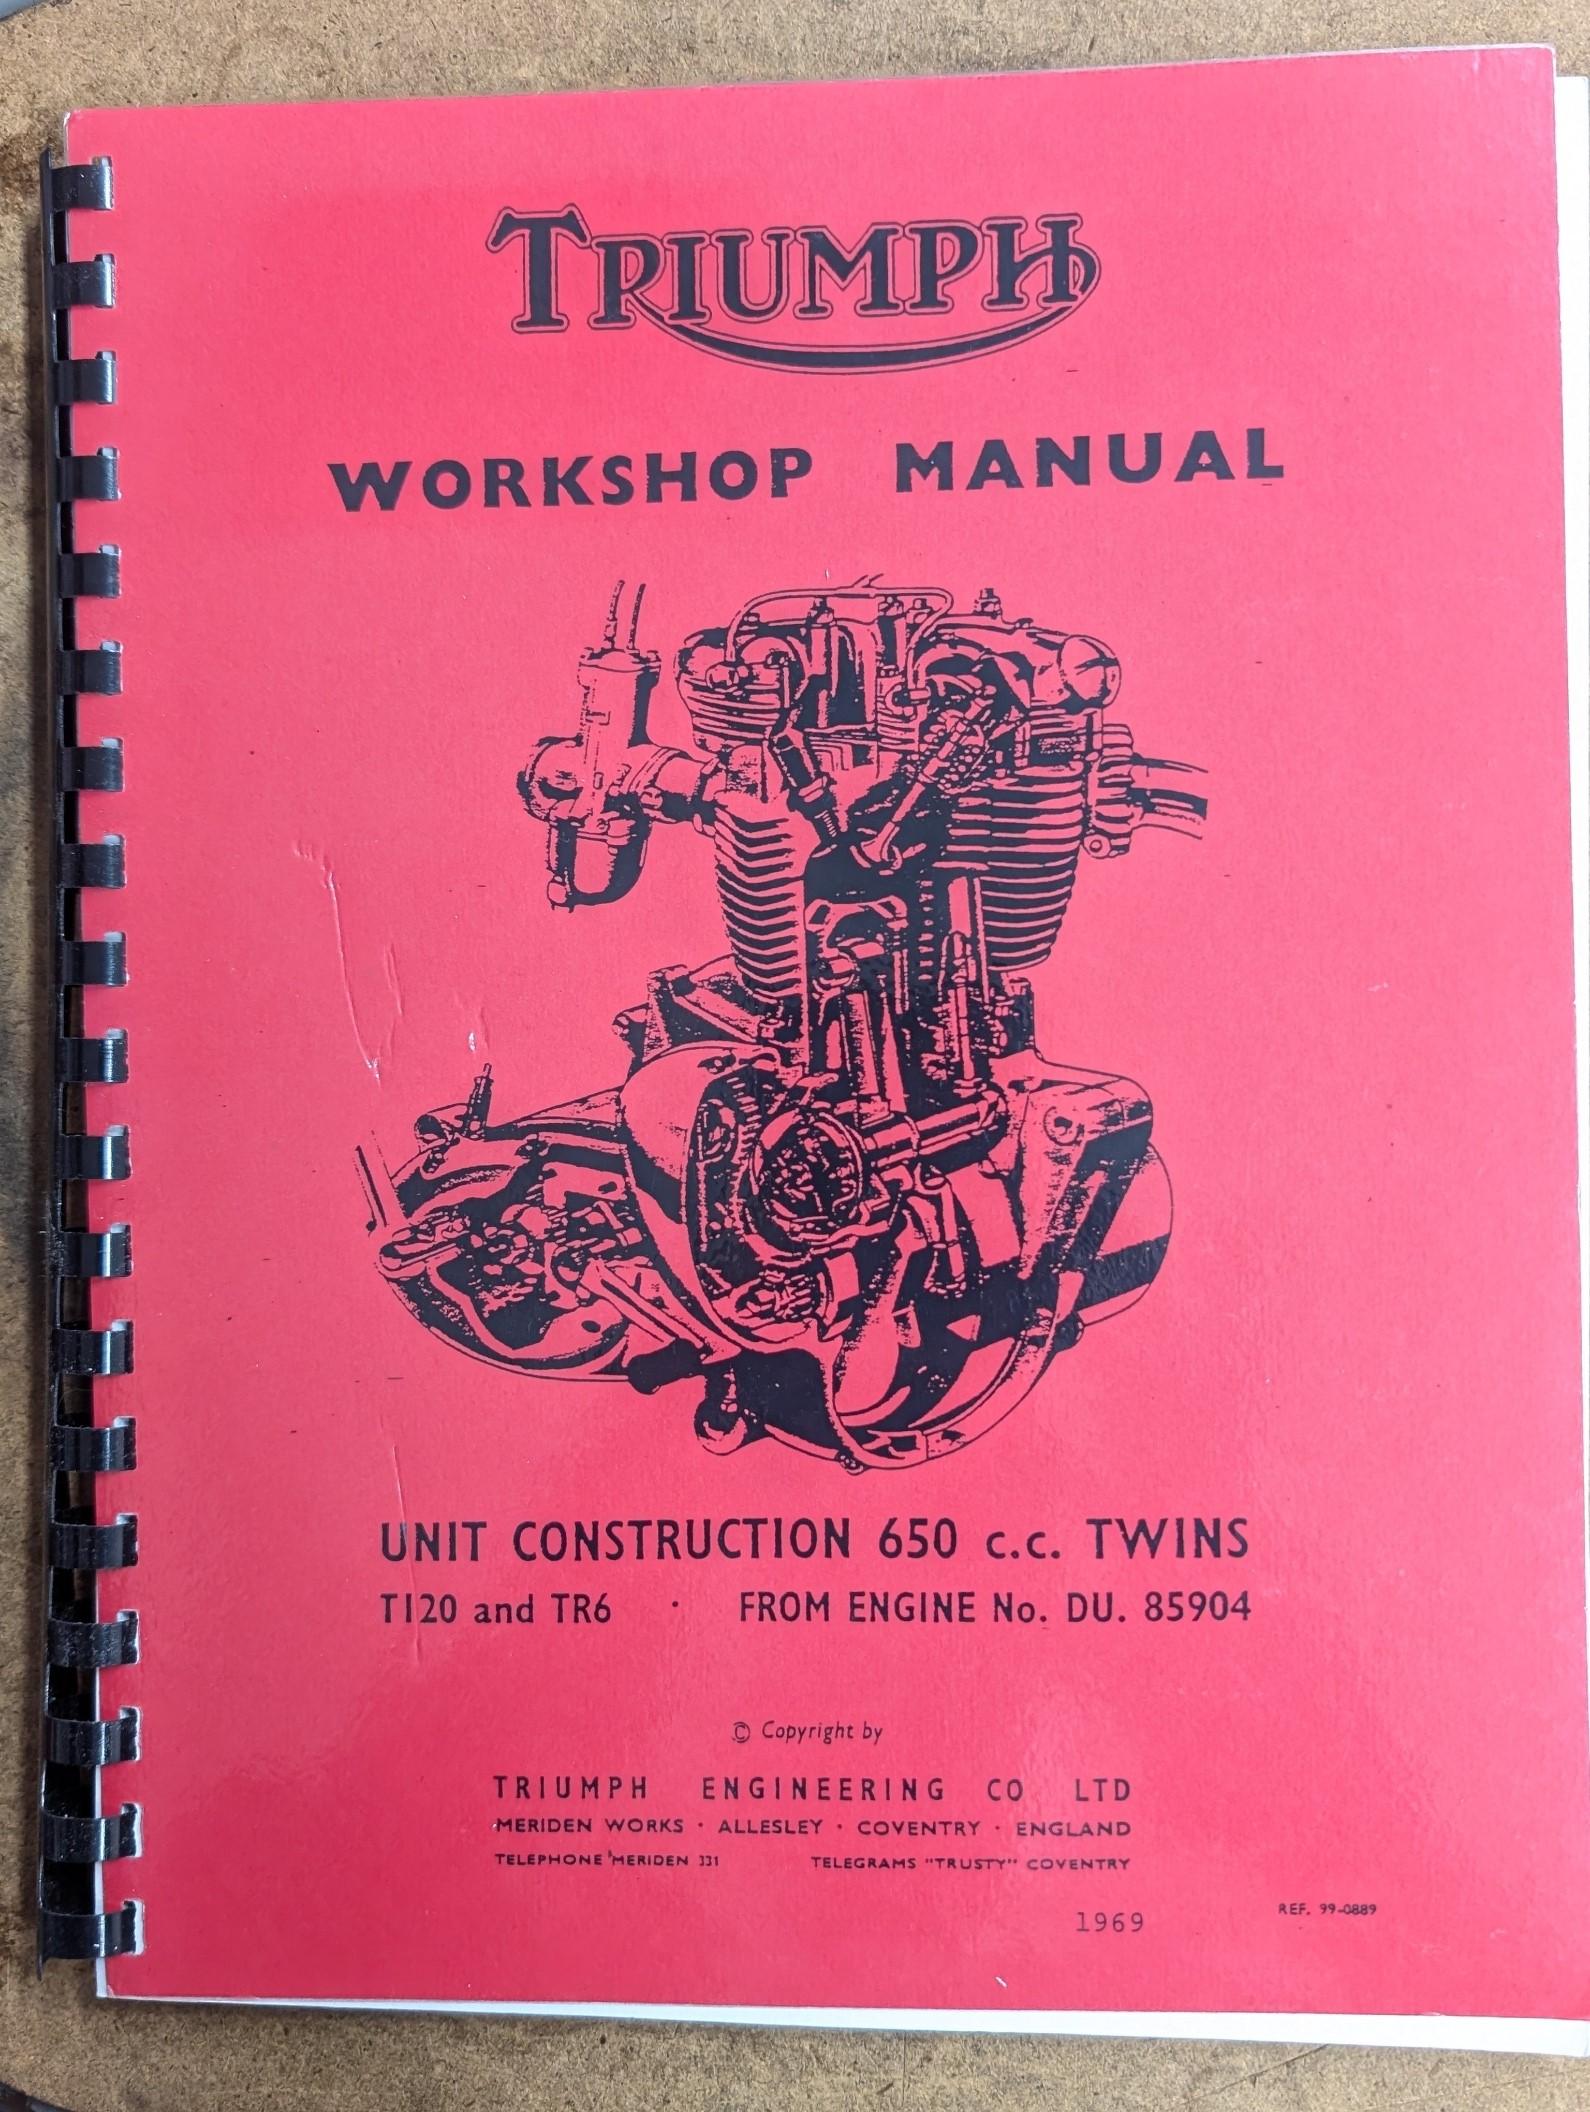 TRIUMPH
WORKSHOP MANUAL
UNIT CONSTRUCTION 650 c.c. TWINS
T120 and TR6 · FROM ENGINE No. DU. 85904
© Copyright by
TRIUMPH ENGINEERING CO LTD
MERIDEN WORKS · ALLESLEY · COVENTRY · ENGLAND
TELEPHONE MERIDEN 331 TELEGRAMS "TRUSTY" COVENTRY
1969
REF. 99-0889